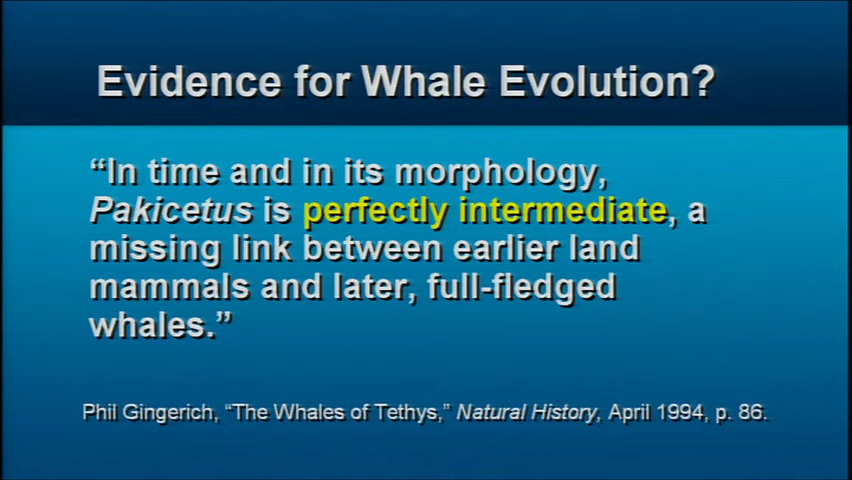 Evidence for Whale Evolution?
“In time and in its morphology,
Pakicetus is perfectly intermediate, a
missing link between earlier land
mammals and later, full-fledged
whales.”
Phil Gingerich, “The Whales of Tethys,” Natural History, April 1994, p. 86.